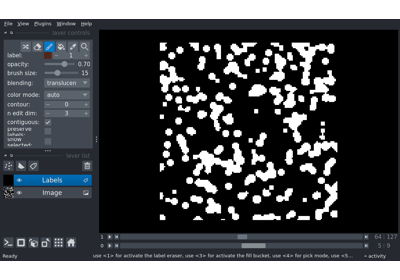 File View Plugins Window Help
layer controls
label: 1
opacity: 0.70
brush size: 15
blending: translucen
color mode: auto
contour: 0
n edit dim: 3
contiguous:
preserve labels:
show selected:
layer list
Labels
Image
1 64 127
0 5 9
Ready
use <1> for activate the label eraser, use <3> for activate the fill bucket, use <4> for pick mode, use <5...
activity